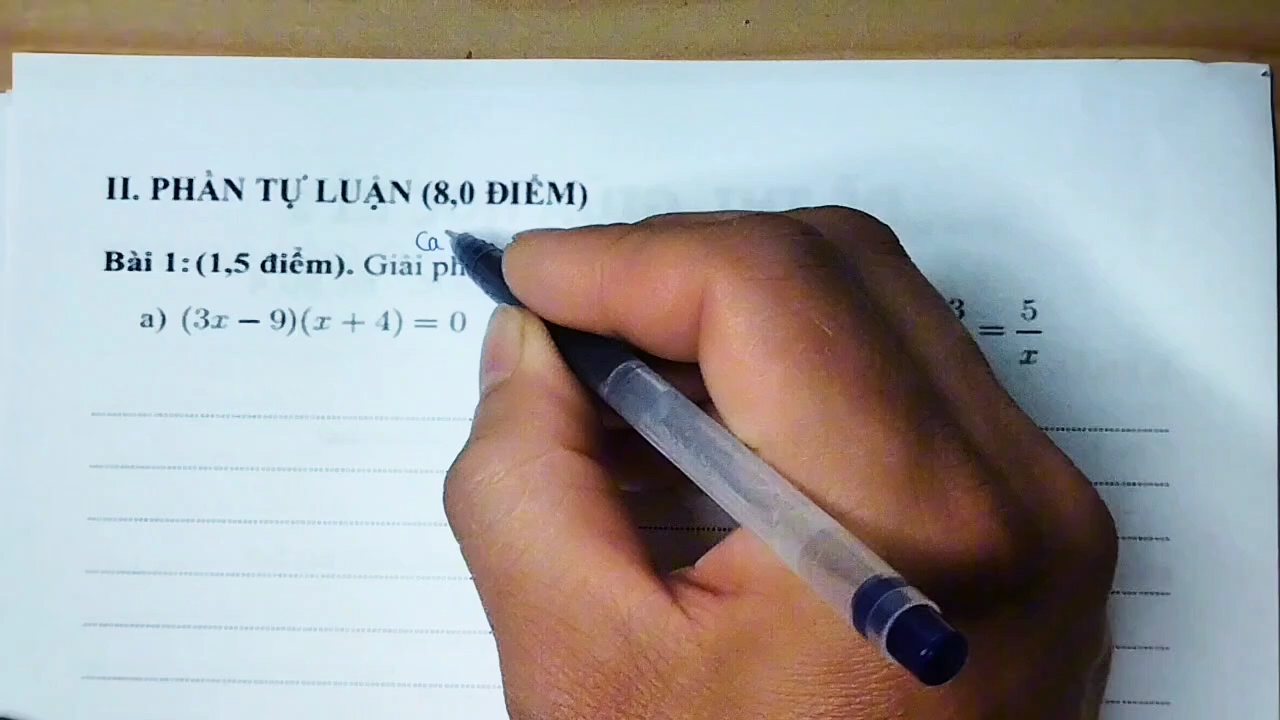 II. PHẦN TỰ LUẬN (8,0 ĐIỂM)
Ca
Bài 1: (1,5 điểm). Giải ph
a) (3x − 9)(x + 4) = 0 3 = 5/x